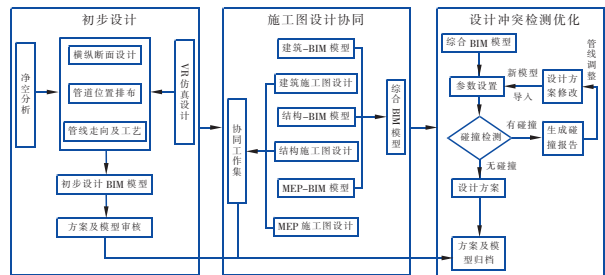 初步设计
净空分析
横纵断面设计
管道位置排布
管线走向及工艺
VR仿真设计
初步设计BIM模型
方案及模型审核
施工图设计协同
协同工作集
建筑-BIM模型
建筑施工图设计
结构-BIM模型
结构施工图设计
MEP-BIM模型
MEP施工图设计
综合BIM模型
设计冲突检测优化
综合BIM模型
参数设置
新模型
导入
设计方
案修改
管线调整
碰撞检测
有碰撞
生成碰
撞报告
无碰撞
设计方案
方案及模
型归档